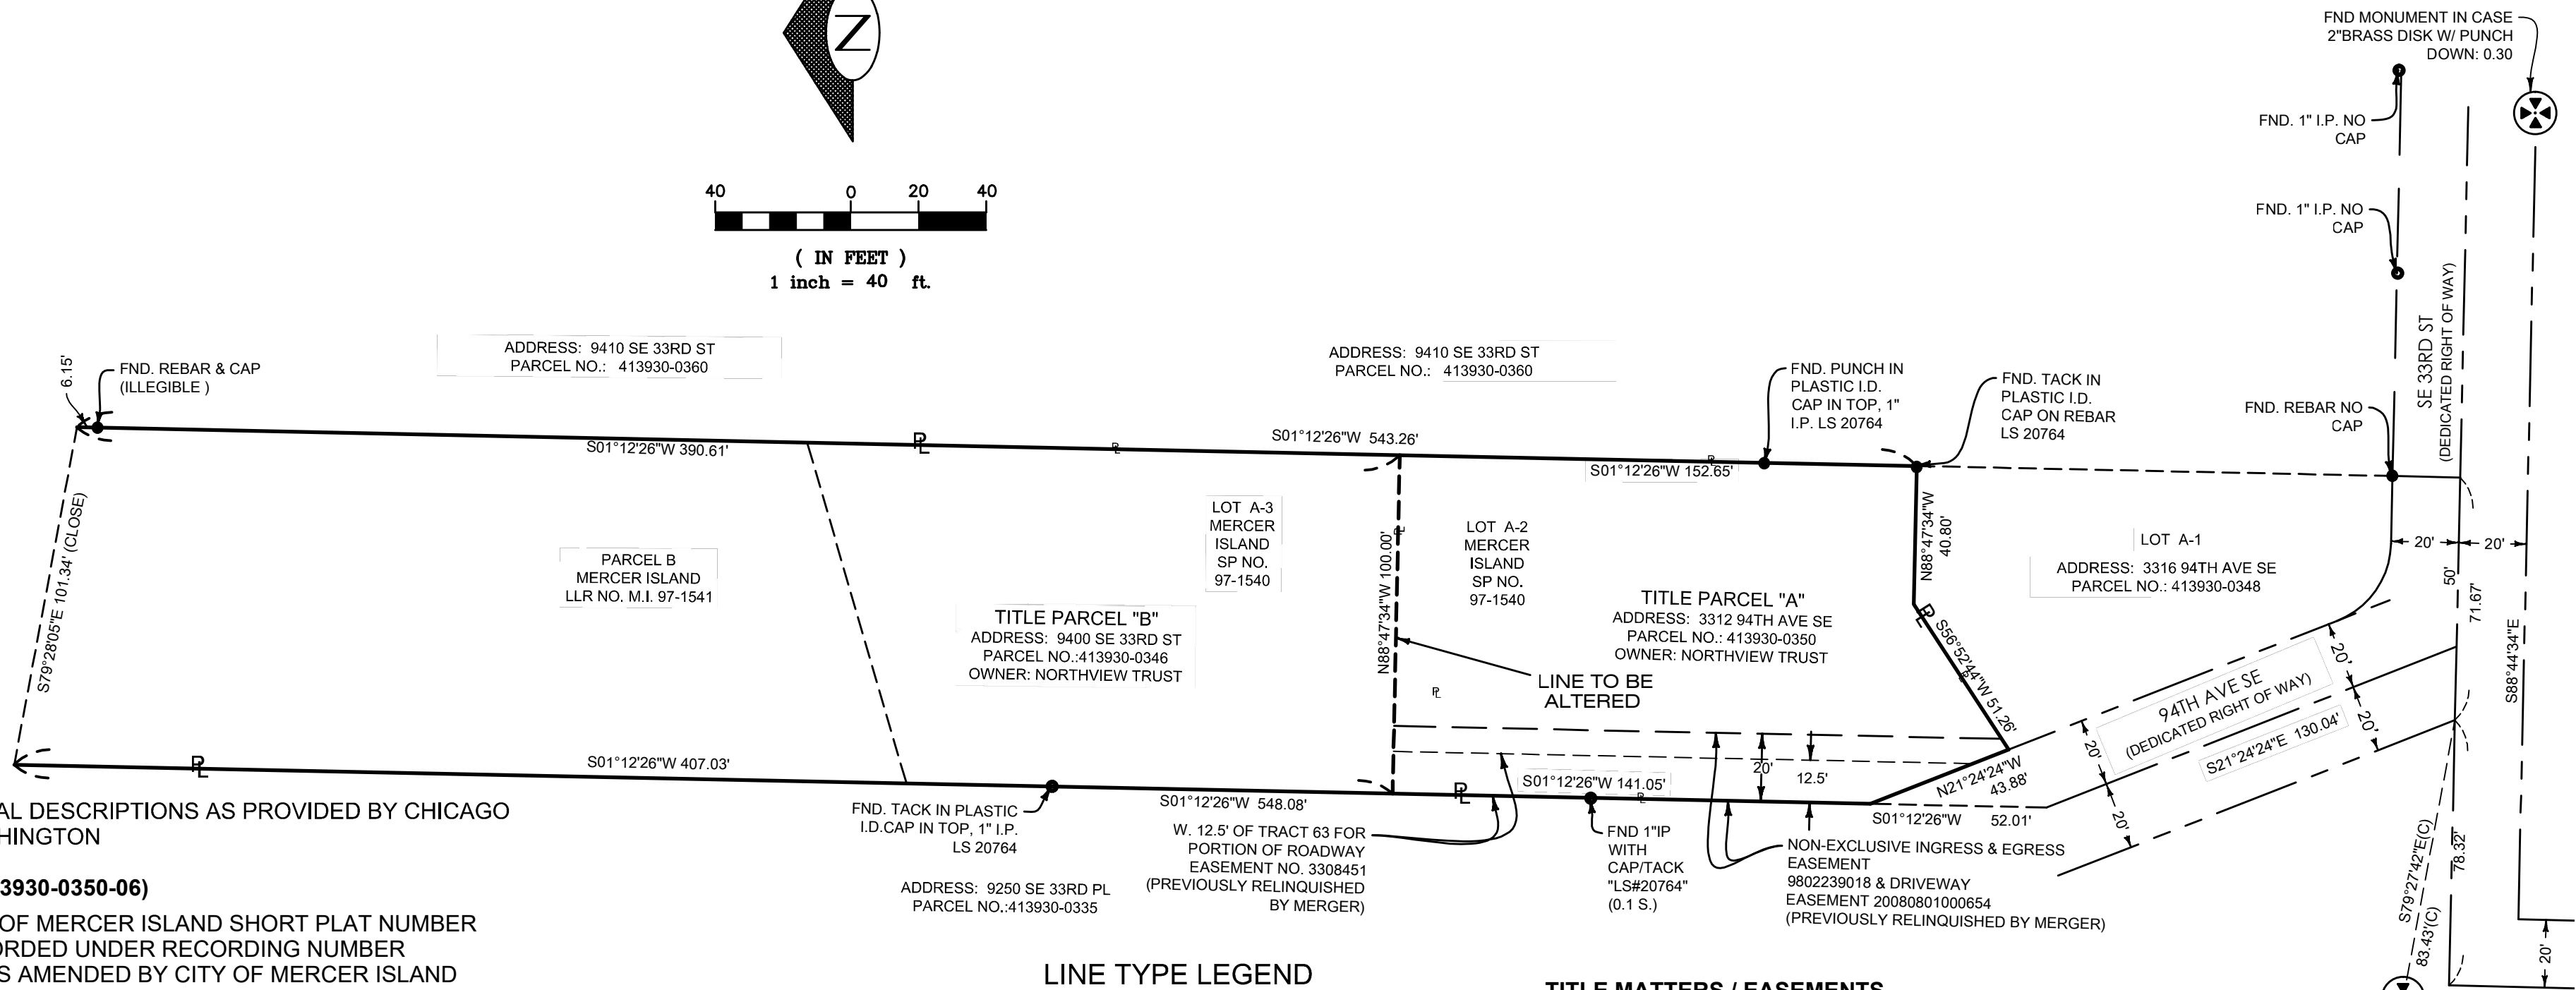 N
40 0 20 40
( IN FEET )
1 inch = 40 ft.
FND MONUMENT IN CASE
2"BRASS DISK W/ PUNCH
DOWN: 0.30
FND. 1" I.P. NO
CAP
FND. 1" I.P. NO
CAP
SE 33RD ST
(DEDICATED RIGHT OF WAY)
6.15'
FND. REBAR & CAP
(ILLEGIBLE )
ADDRESS: 9410 SE 33RD ST
PARCEL NO.: 413930-0360
ADDRESS: 9410 SE 33RD ST
PARCEL NO.: 413930-0360
FND. PUNCH IN
PLASTIC I.D.
CAP IN TOP, 1"
I.P. LS 20764
FND. TACK IN
PLASTIC I.D.
CAP ON REBAR
LS 20764
FND. REBAR NO
CAP
S01°12'26"W 390.61'
PL
PL
S01°12'26"W 543.26'
S01°12'26"W 152.65'
PL
S79°28'05"E 101.34' (CLOSE)
PARCEL B
MERCER ISLAND
LLR NO. M.I. 97-1541
LOT A-3
MERCER
ISLAND
SP NO.
97-1540
TITLE PARCEL "B"
ADDRESS: 9400 SE 33RD ST
PARCEL NO.:413930-0346
OWNER: NORTHVIEW TRUST
N88°47'34"W 100.00'
PL
LOT A-2
MERCER
ISLAND
SP NO.
97-1540
TITLE PARCEL "A"
ADDRESS: 3312 94TH AVE SE
PARCEL NO.: 413930-0350
OWNER: NORTHVIEW TRUST
PL
LINE TO BE
ALTERED
N88°47'34"W
40.80'
PL
S56°52'44"W 51.26'
PL
LOT A-1
ADDRESS: 3316 94TH AVE SE
PARCEL NO.: 413930-0348
20' 20'
50'
71.67'
S88°44'34"E
94TH AVE SE
(DEDICATED RIGHT OF WAY)
S21°24'24"E 130.04'
20'
20'
20'
20'
N21°24'24"W
43.88'
20'
12.5'
PL
S01°12'26"W 407.03'
S01°12'26"W 548.08'
PL
S01°12'26"W 141.05'
PL
S01°12'26"W 52.01'
FND. TACK IN PLASTIC
I.D.CAP IN TOP, 1" I.P.
LS 20764
ADDRESS: 9250 SE 33RD PL
PARCEL NO.:413930-0335
W. 12.5' OF TRACT 63 FOR
PORTION OF ROADWAY
EASEMENT NO. 3308451
(PREVIOUSLY RELINQUISHED
BY MERGER)
FND 1"IP
WITH
CAP/TACK
"LS#20764"
(0.1 S.)
NON-EXCLUSIVE INGRESS & EGRESS
EASEMENT
9802239018 & DRIVEWAY
EASEMENT 20080801000654
(PREVIOUSLY RELINQUISHED BY MERGER)
S79°27'42"E(C)
83.43'(C)
78.32'
20'
AL DESCRIPTIONS AS PROVIDED BY CHICAGO
HINGTON
3930-0350-06)
OF MERCER ISLAND SHORT PLAT NUMBER
ORDED UNDER RECORDING NUMBER
S AMENDED BY CITY OF MERCER ISLAND
LINE TYPE LEGEND
TITLE MATTERS / EASEMENTS